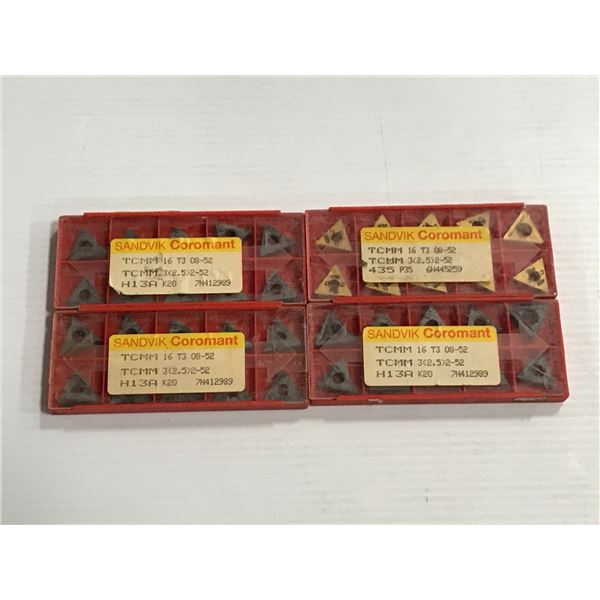 SANDVIK Coromant
TCMM 16 T3 08-52
TCMM 3(2.5)2-52
H13A K20 7N412989
SANDVIK Coromant
TCMM 16 T3 08-52
TCMM 3(2.5)2-52
435 P35 6N445259
SANDVIK Coromant
TCMM 16 T3 08-52
TCMM 3(2.5)2-52
H13A K20 7N412989
SANDVIK Coromant
TCMM 16 T3 08-52
TCMM 3(2.5)2-52
H13A K20 7N412989